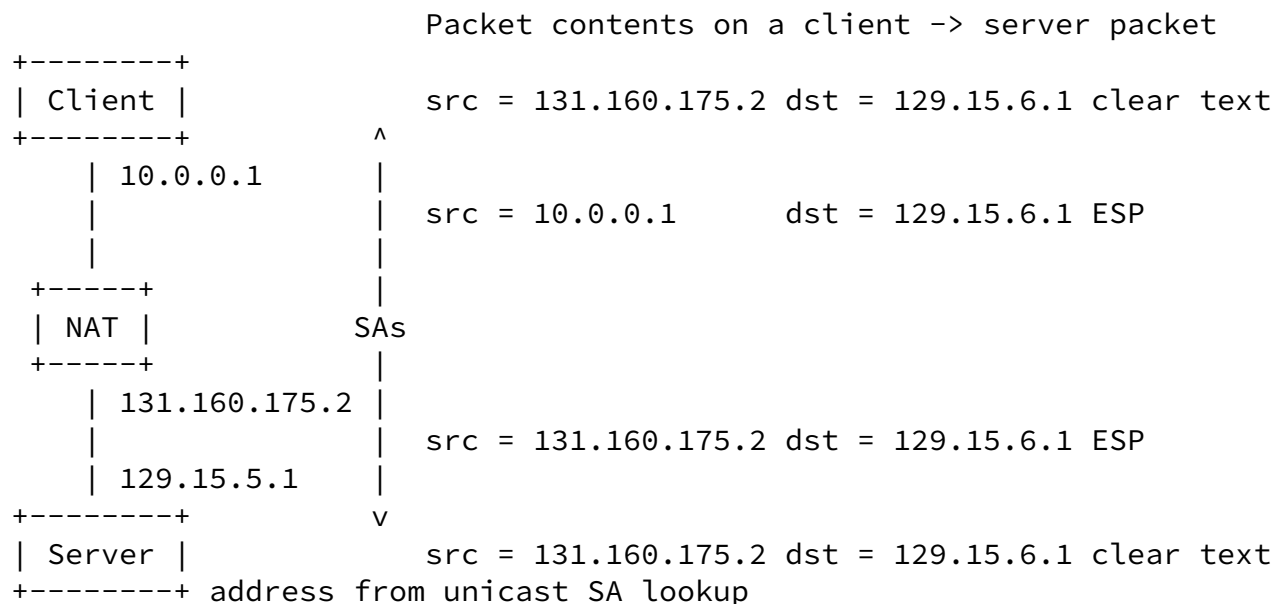 Packet contents on a client -> server packet
+--------+
| Client | src = 131.160.175.2 dst = 129.15.6.1 clear text
+--------+ ^
| 10.0.0.1 |
| | src = 10.0.0.1 dst = 129.15.6.1 ESP
| |
+-----+ |
| NAT | SAs
+-----+ |
| 131.160.175.2 |
| | src = 131.160.175.2 dst = 129.15.6.1 ESP
| 129.15.5.1 |
+--------+ v
| Server | src = 131.160.175.2 dst = 129.15.6.1 clear text
+--------+ address from unicast SA lookup